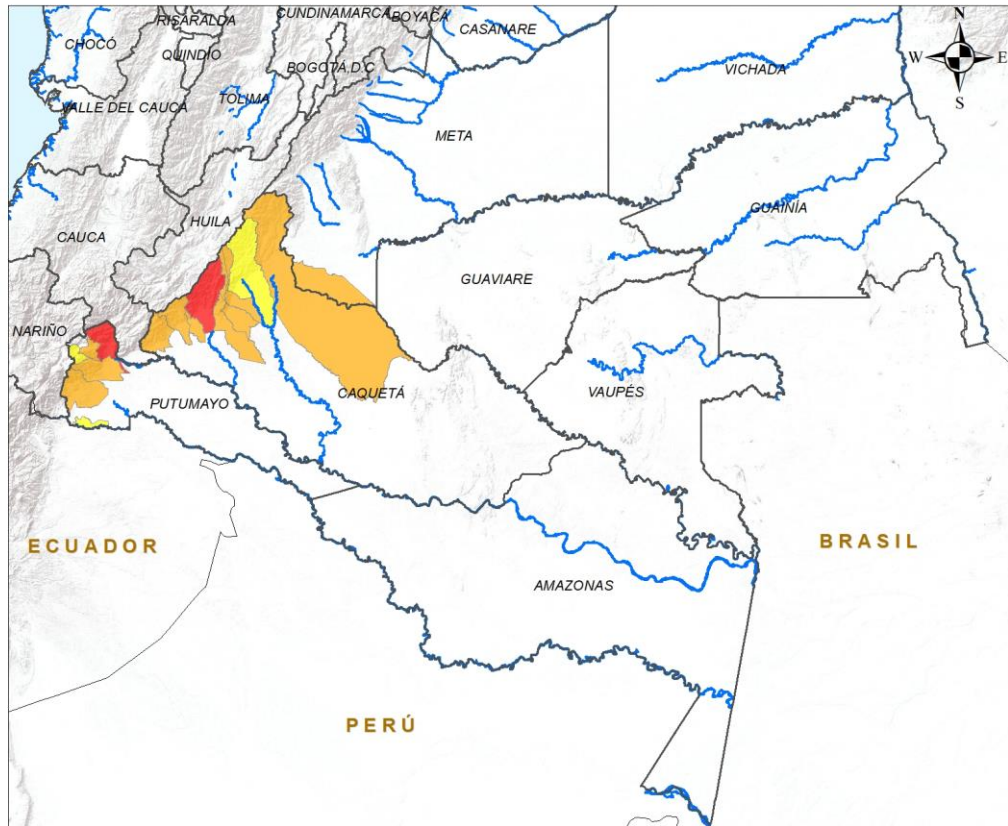 RISARALDA
CUNDINAMARCA
BOYACÁ
CASANARE
N
CHOCÓ
QUINDÍO
BOGOTÁ D.C
W
E
VICHADA
VALLE DEL CAUCA
TOLIMA
S
META
HUILA
GUAINÍA
CAUCA
GUAVIARE
NARIÑO
CAQUETÁ
VAUPÉS
PUTUMAYO
ECUADOR
BRASIL
AMAZONAS
PERÚ